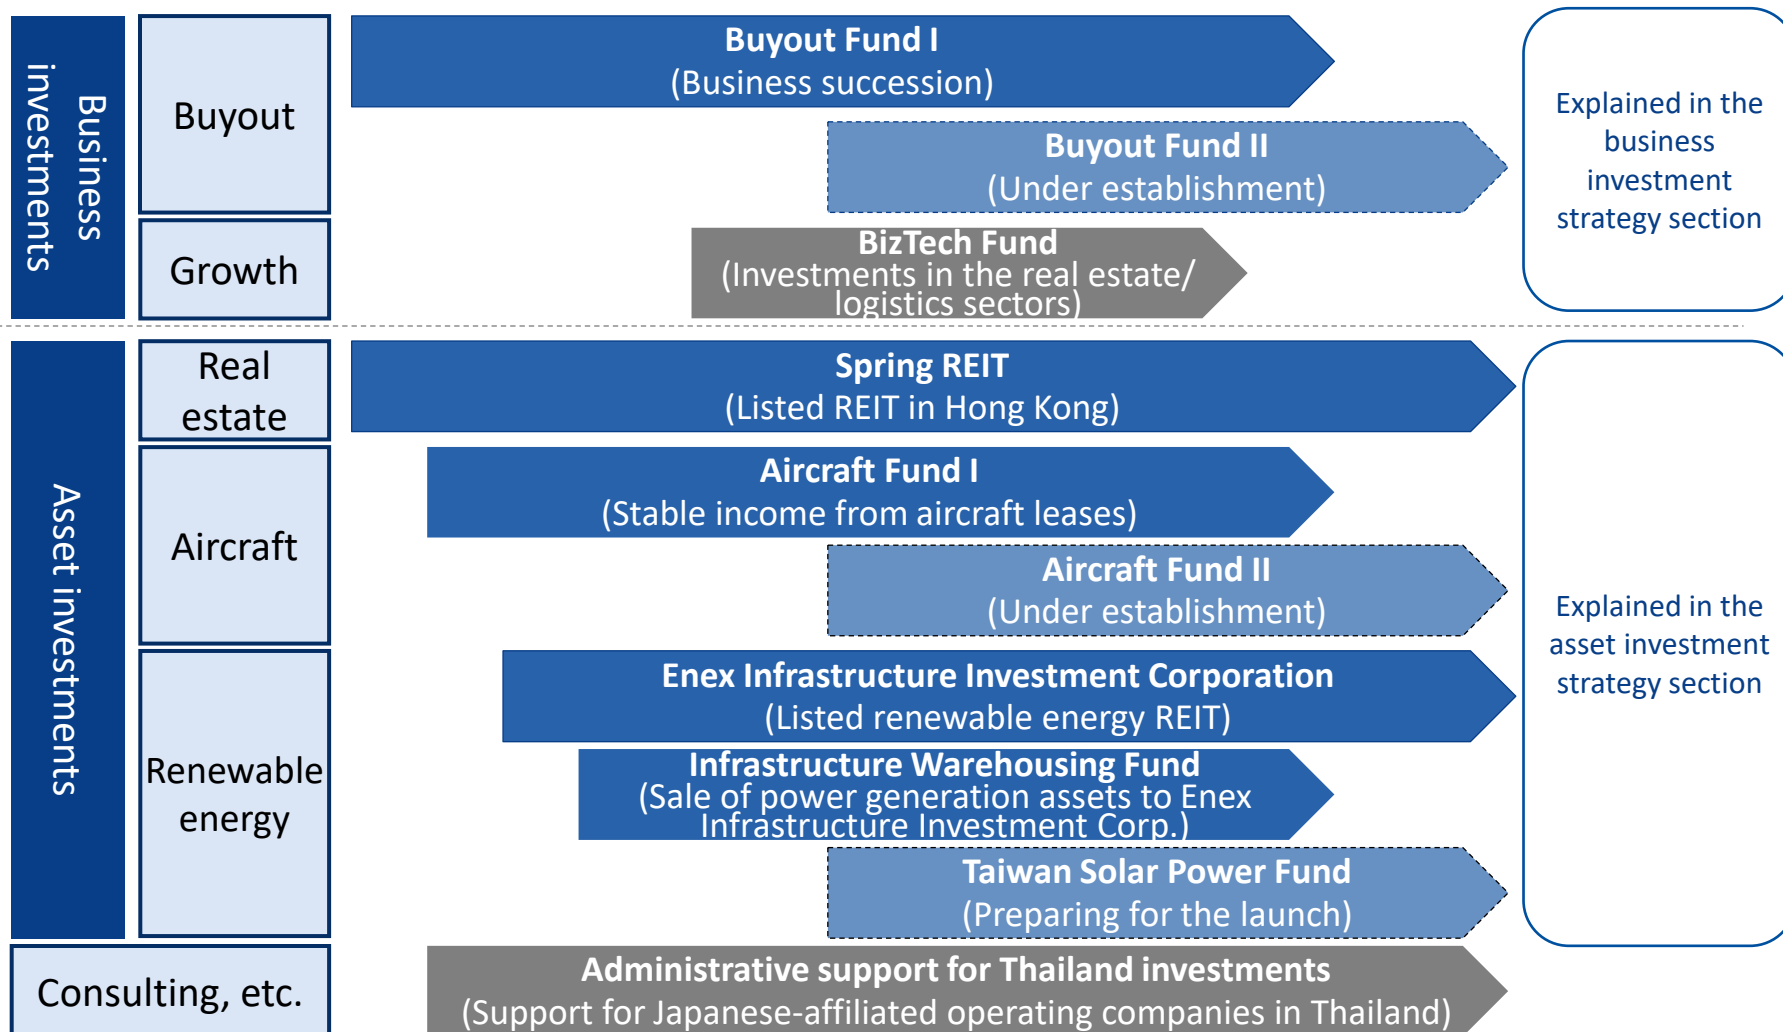 Business
investments
Buyout
Buyout Fund I
(Business succession)
Buyout Fund II
(Under establishment)
Growth
BizTech Fund
(Investments in the real estate/
logistics sectors)
Explained in the
business
investment
strategy section
Asset investments
Real
estate
Spring REIT
(Listed REIT in Hong Kong)
Aircraft
Aircraft Fund I
(Stable income from aircraft leases)
Aircraft Fund II
(Under establishment)
Renewable
energy
Enex Infrastructure Investment Corporation
(Listed renewable energy REIT)
Infrastructure Warehousing Fund
(Sale of power generation assets to Enex
Infrastructure Investment Corp.)
Taiwan Solar Power Fund
(Preparing for the launch)
Explained in the
asset investment
strategy section
Consulting, etc.
Administrative support for Thailand investments
(Support for Japanese-affiliated operating companies in Thailand)